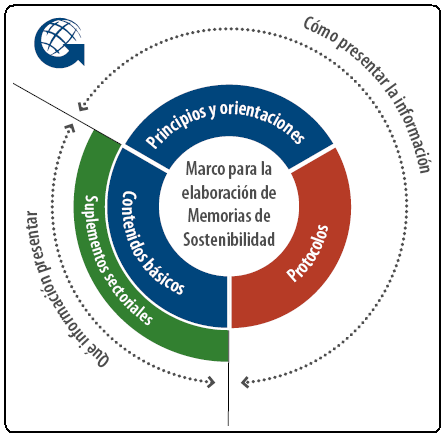 Cómo presentar la información
Principios y orientaciones
Marco para la
elaboración de
Memorias de
Sostenibilidad
Contenidos básicos
Suplementos sectoriales
Protocolos
Qué información presentar